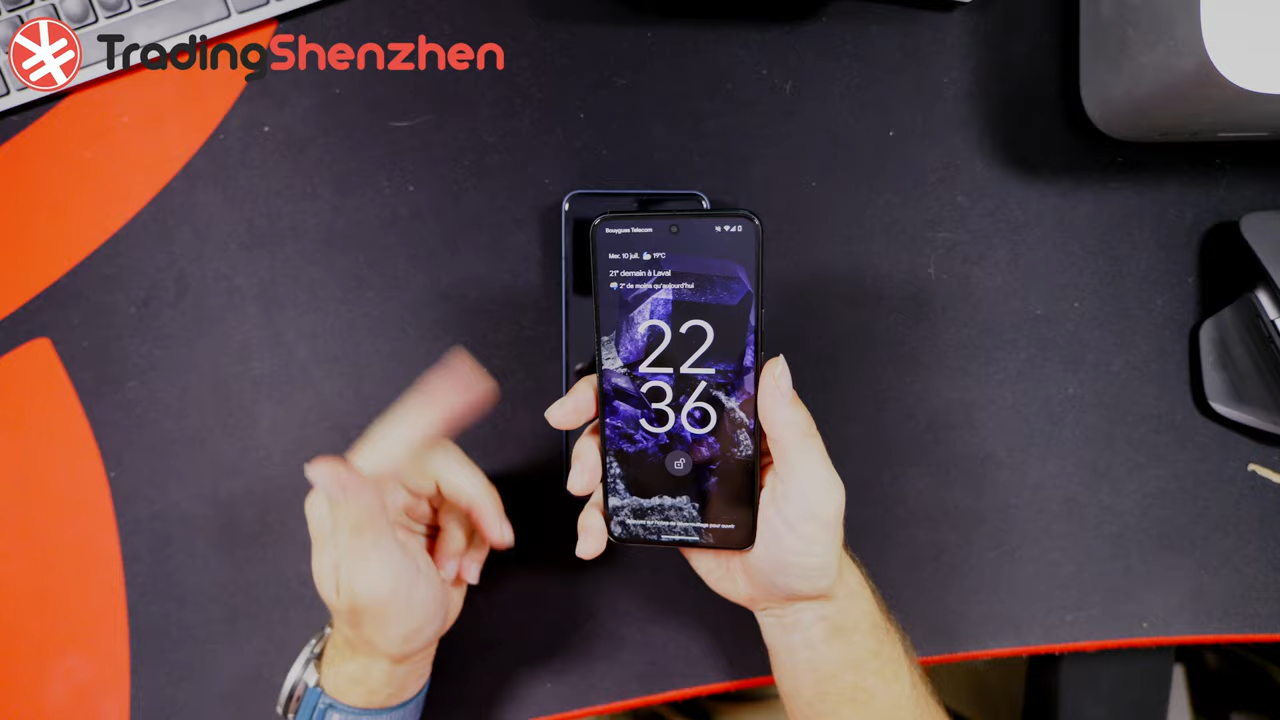 TradingShenzhen
Bouygues Telecom
Mer. 10 juil. 19°C
21° demain à Laval
2° de moins qu'aujourd'hui
22
36